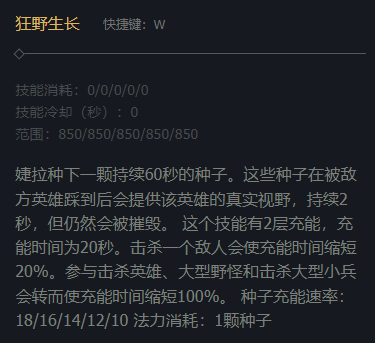 狂野生长 快捷键：W
技能消耗：0/0/0/0/0
技能冷却（秒）：0
范围：850/850/850/850/850
婕拉种下一颗持续60秒的种子。这些种子在被敌
方英雄踩到后会提供该英雄的真实视野，持续2
秒，但仍然会被摧毁。 这个技能有2层充能，充
能时间为20秒。击杀一个敌人会使充能时间缩短
20%。参与击杀英雄、大型野怪和击杀大型小兵
会转而使充能时间缩短100%。 种子充能速率：
18/16/14/12/10 法力消耗：1颗种子